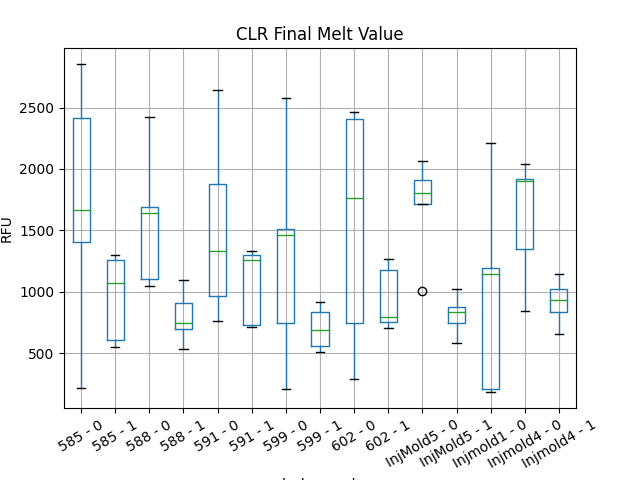 CLR Final Melt Value
RFU
2500
2000
1500
1000
500
585 - 0
585 - 1
588 - 0
588 - 1
591 - 0
591 - 1
599 - 0
599 - 1
602 - 0
602 - 1
InjMold5 - 0
InjMold5 - 1
Injmold1 - 0
Injmold4 - 0
Injmold4 - 1